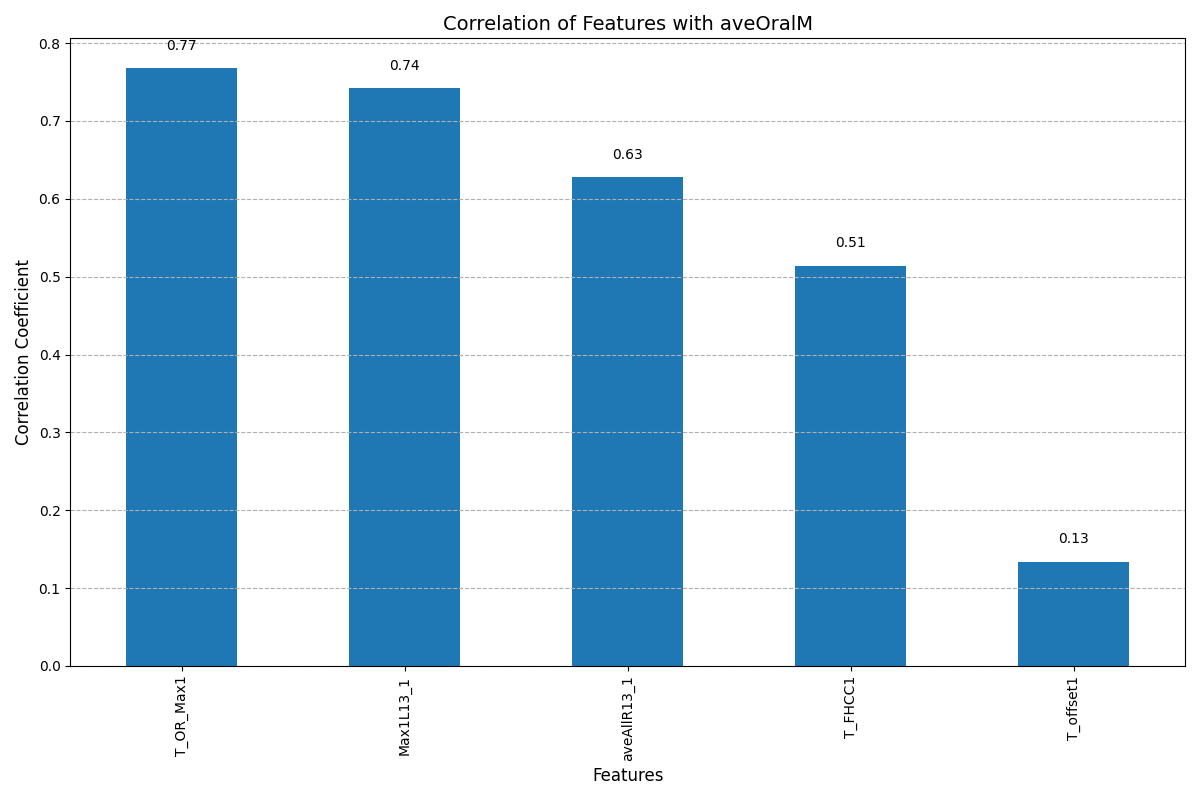 Correlation of Features with aveOralM
Correlation Coefficient
0.8
0.7
0.6
0.5
0.4
0.3
0.2
0.1
0.0
0.77
0.74
0.63
0.51
0.13
T_OR_Max1
Max1L13_1
aveAllR13_1
T_FHCC1
T_offset1
Features